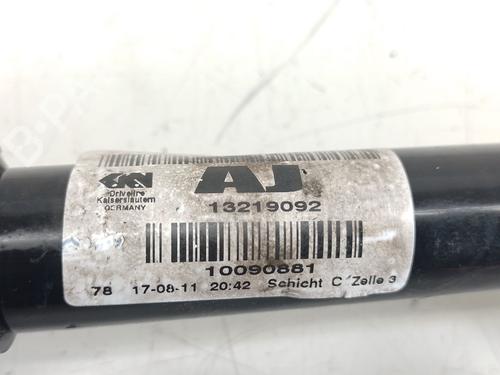 GKN
AJ
Driveline
Kaiserslautern
GERMANY
13219092
10090881
78 17-08-11 20:42 Schicht C Zelle 3